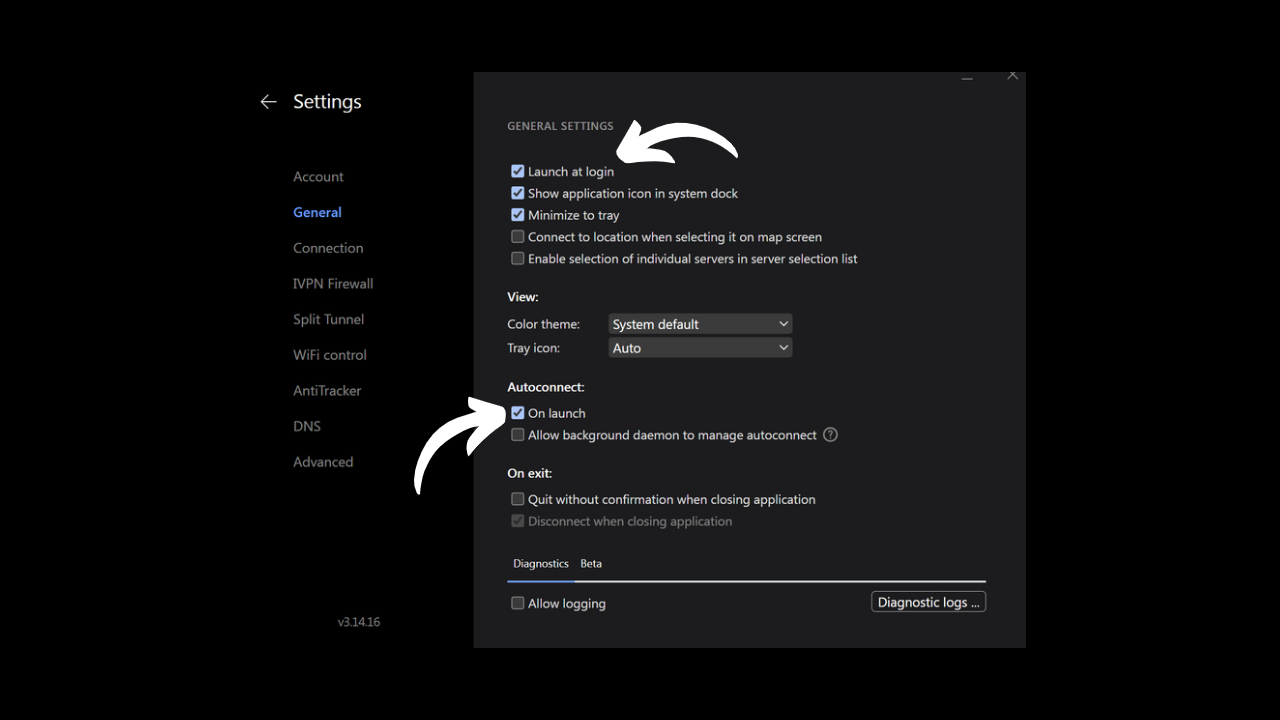 Settings
Account
General
Connection
IVPN Firewall
Split Tunnel
WiFi control
AntiTracker
DNS
Advanced
v3.14.16
GENERAL SETTINGS
Launch at login
Show application icon in system dock
Minimize to tray
Connect to location when selecting it on map screen
Enable selection of individual servers in server selection list
View:
Color theme: System default
Tray icon: Auto
Autoconnect:
On launch
Allow background daemon to manage autoconnect ?
On exit:
Quit without confirmation when closing application
Disconnect when closing application
Diagnostics Beta
Allow logging Diagnostic logs ...